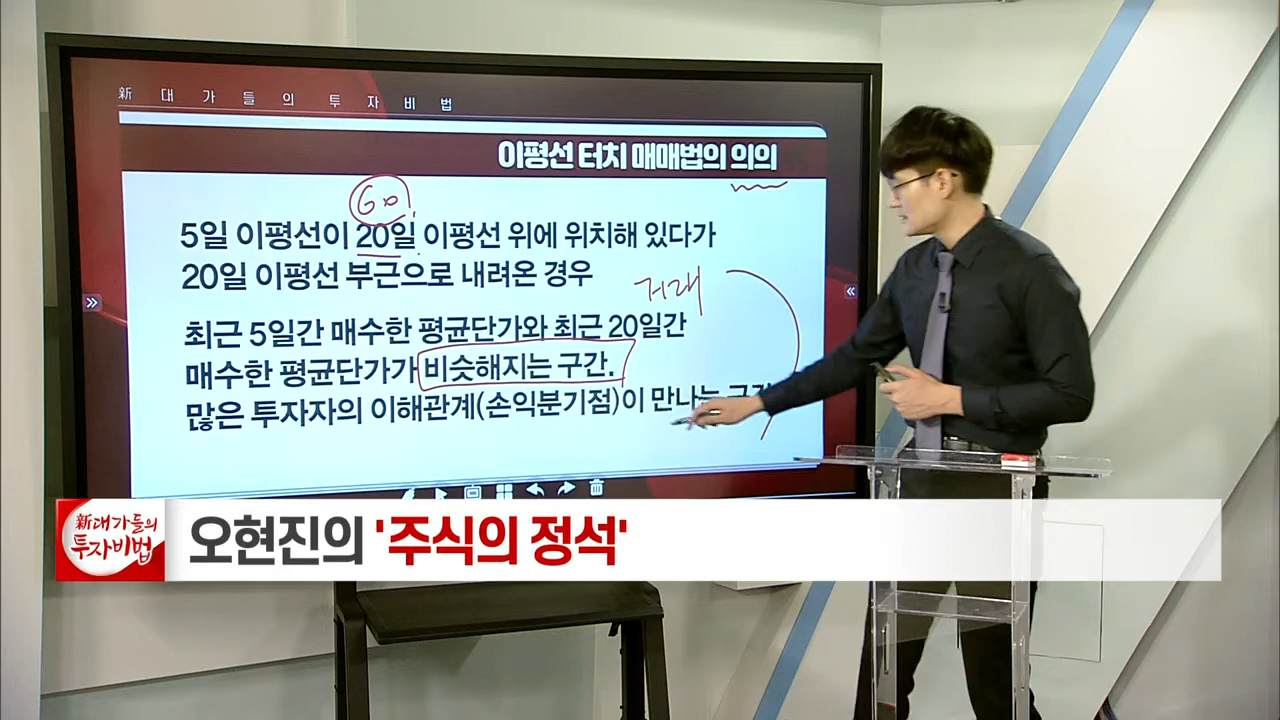 新 대가들의 투자비법
이평선 터치 매매법의 의의
60!
5일 이평선이 20일 이평선 위에 위치해 있다가
20일 이평선 부근으로 내려온 경우
거래
최근 5일간 매수한 평균단가와 최근 20일간
매수한 평균단가가 비슷해지는 구간.
많은 투자자의 이해관계(손익분기점)이 만나는
新대가들의
투자비법
오현진의 '주식의 정석'